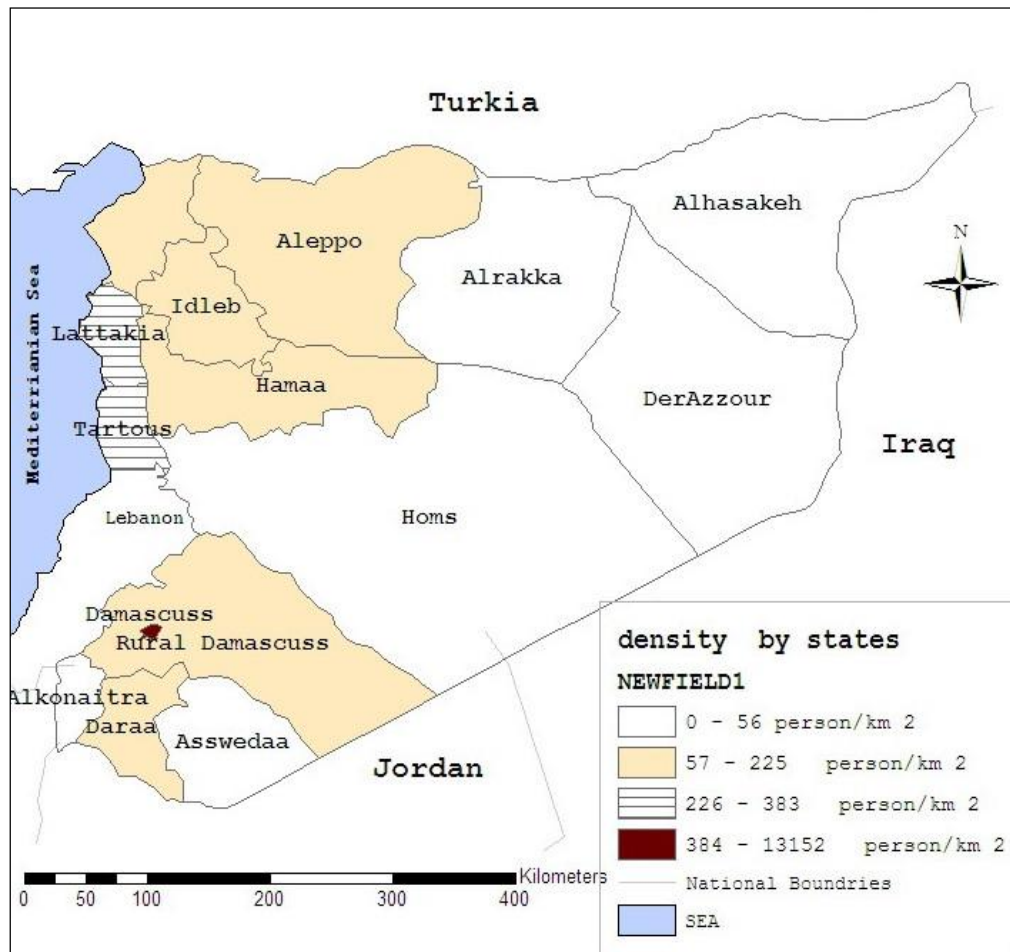 Turkia
Alhasakeh
N
Aleppo
Alrakka
Idleb
Mediterrianian Sea
Lattakia
Hamaa
DerAzzour
Tartous
Iraq
Lebanon
Homs
Damascuss
Rural Damascuss
Alkonaitra
Daraa
Asswedaa
Jordan
density by states
NEWFIELD1
0 - 56 person/km 2
57 - 225 person/km 2
226 - 383 person/km 2
384 - 13152 person/km 2
National Boundries
SEA
Kilometers
0 50 100 200 300 400